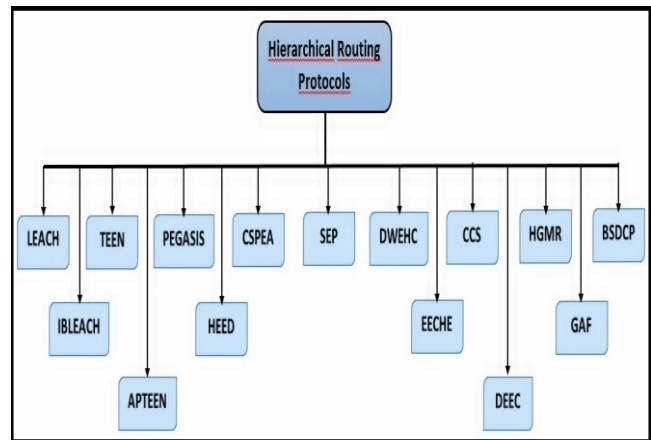 Hierarchical Routing
Protocols
LEACH
TEEN
PEGASIS
CSPEA
SEP
DWEHC
CCS
HGMR
BSDCP
IBLEACH
HEED
EECHE
GAF
APTEEN
DEEC